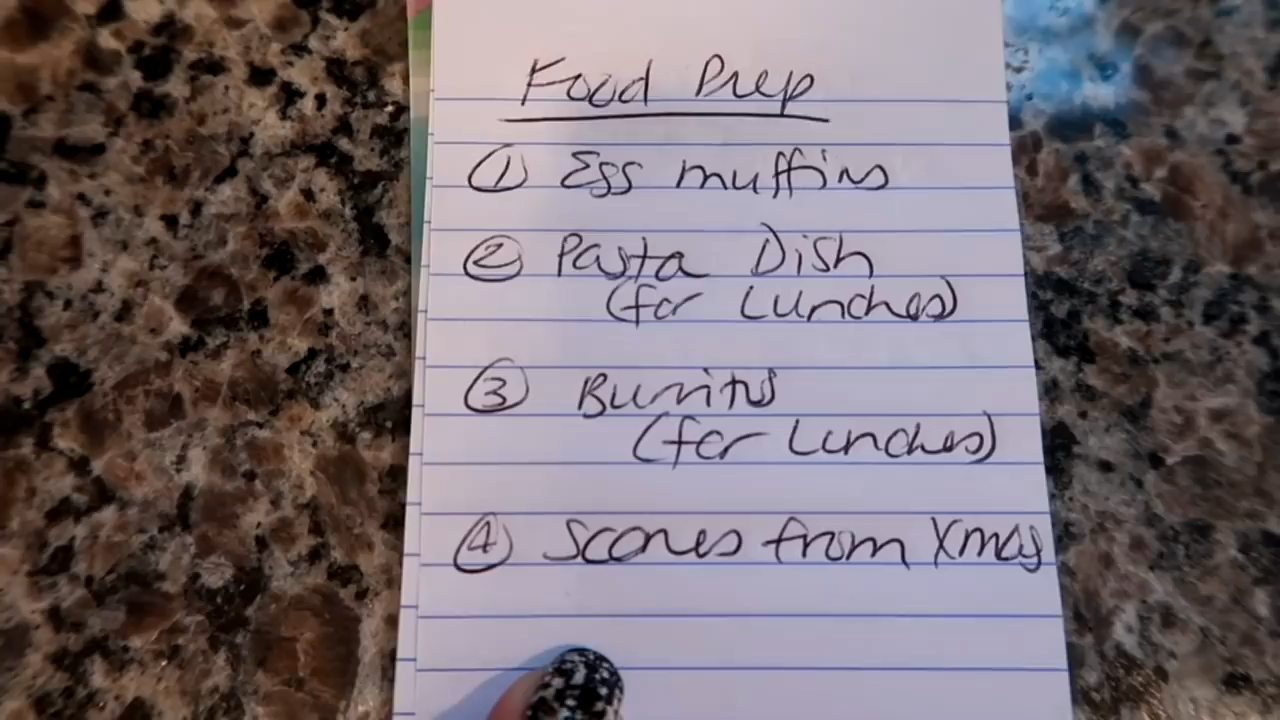 Food Prep
① Egg muffins
② Pasta Dish
(for Lunches)
③ Burritos
(for Lunches)
④ Scones from Xmas